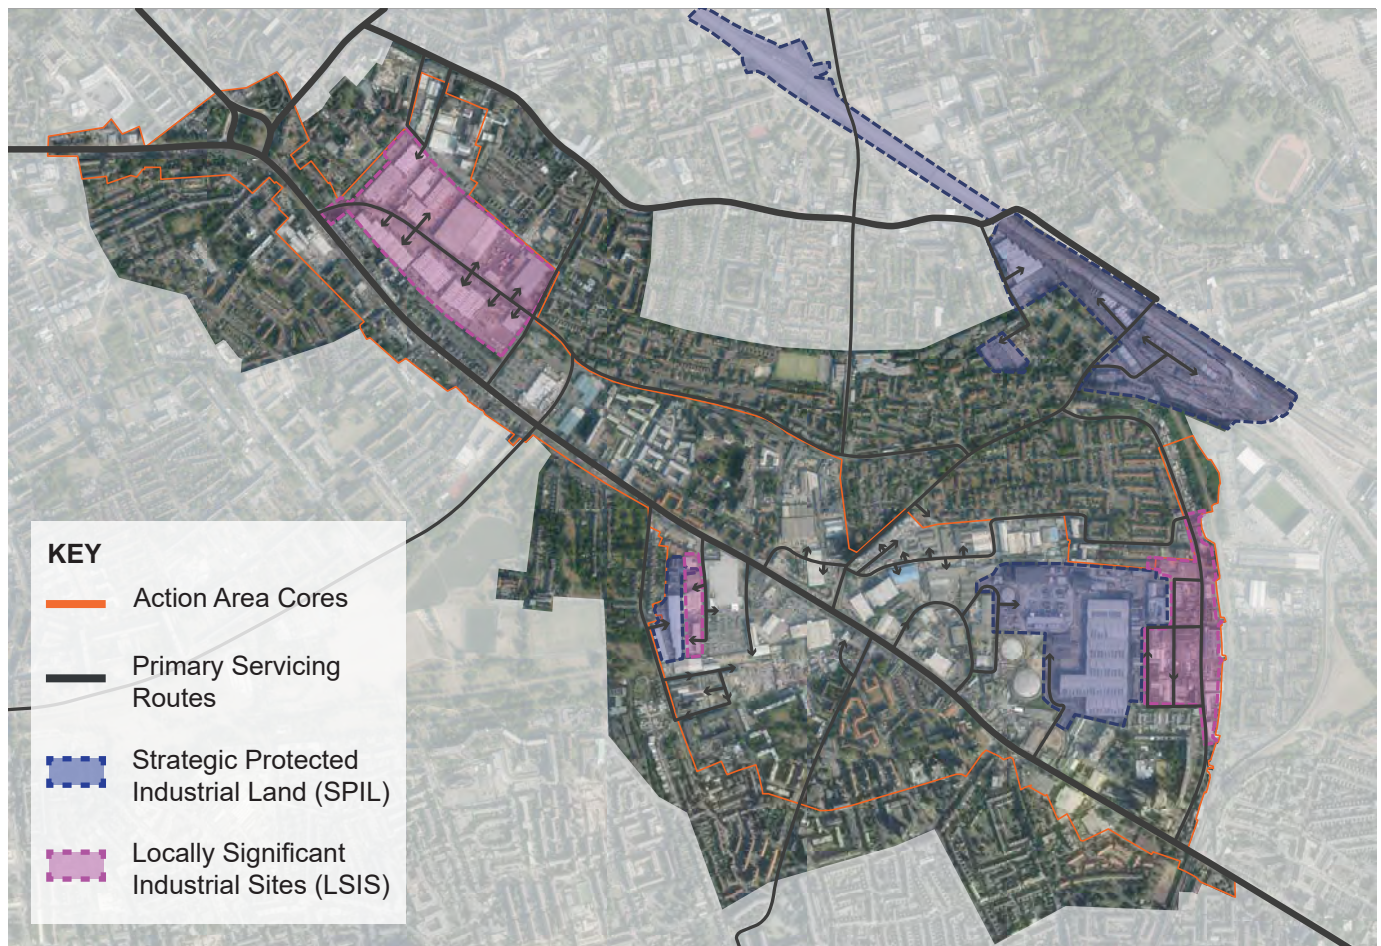 KEY
Action Area Cores
Primary Servicing
Routes
Strategic Protected
Industrial Land (SPIL)
Locally Significant
Industrial Sites (LSIS)